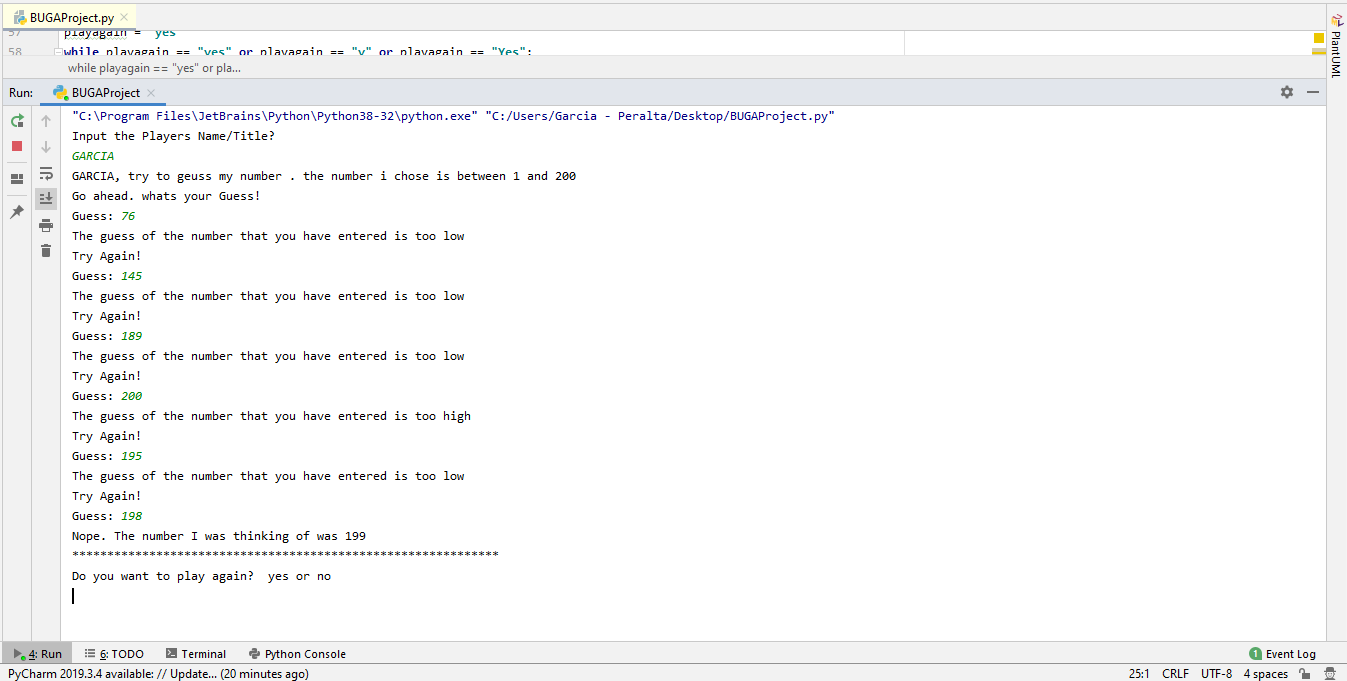 BUGAProject.py
57 playagain = "yes"
58 while playagain == "yes" or playagain == "y" or playagain == "Yes":
while playagain == "yes" or pla...
PlantUML
Run: BUGAProject
"C:\Program Files\JetBrains\Python\Python38-32\python.exe" "C:/Users/Garcia - Peralta/Desktop/BUGAProject.py"
Input the Players Name/Title?
GARCIA
GARCIA, try to geuss my number . the number i chose is between 1 and 200
Go ahead. whats your Guess!
Guess: 76
The guess of the number that you have entered is too low
Try Again!
Guess: 145
The guess of the number that you have entered is too low
Try Again!
Guess: 189
The guess of the number that you have entered is too low
Try Again!
Guess: 200
The guess of the number that you have entered is too high
Try Again!
Guess: 195
The guess of the number that you have entered is too low
Try Again!
Guess: 198
Nope. The number I was thinking of was 199
*************************************************************
Do you want to play again?  yes or no
4: Run 6: TODO Terminal Python Console 1 Event Log
PyCharm 2019.3.4 available: // Update... (20 minutes ago) 25:1 CRLF UTF-8 4 spaces